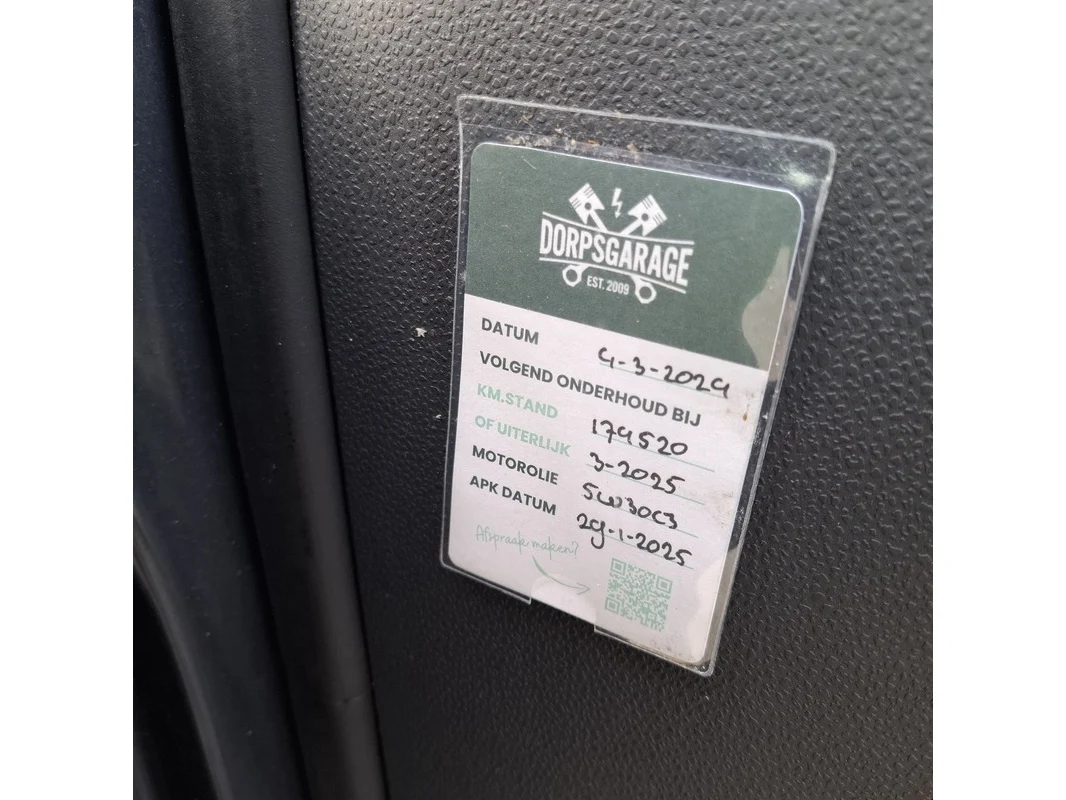 DORPSGARAGE
EST. 2009
DATUM 4-3-2024
VOLGEND ONDERHOUD BIJ
KM.STAND 174520
OF UITERLIJK 3-2025
MOTOROLIE 5W30C3
APK DATUM 29-1-2025
Afspraak maken?